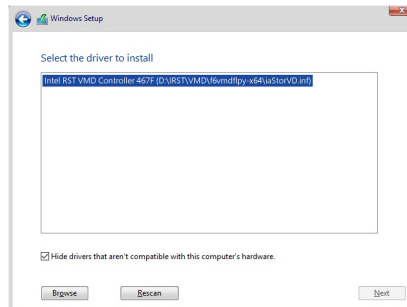 Windows Setup
Select the driver to install
Intel RST VMD Controller 467F (D:\IRST\VMD\f6vmdflpy-x64\iaStorVD.inf)
Hide drivers that aren't compatible with this computer's hardware.
Browse Rescan Next